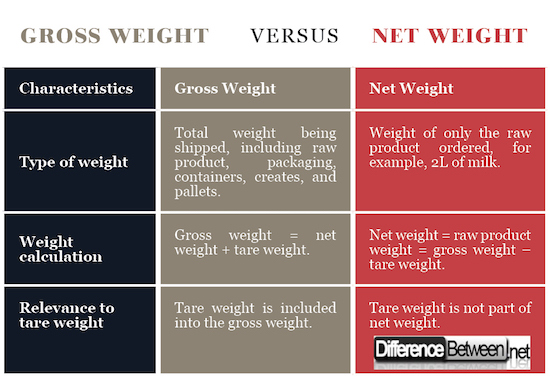 GROSS WEIGHT VERSUS NET WEIGHT
Characteristics
Gross Weight
Net Weight
Type of weight
Total weight being
shipped, including raw
product, packaging,
containers, creates, and
pallets.
Weight of only the raw
product ordered, for
example, 2L of milk.
Weight
calculation
Gross weight = net
weight + tare weight.
Net weight = raw product
weight = gross weight –
tare weight.
Relevance to
tare weight
Tare weight is included
into the gross weight.
Tare weight is not part of
net weight.
DifferenceBetween.net